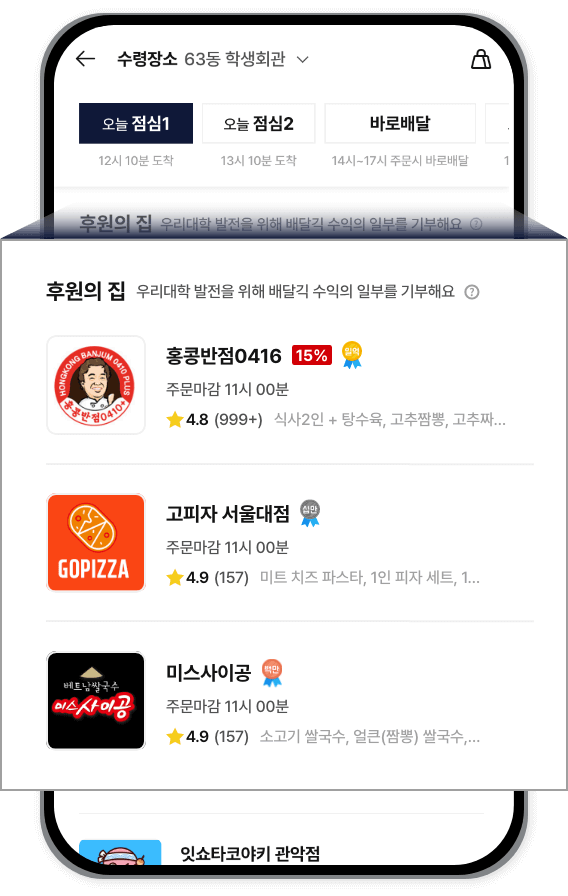 수령장소 63동 학생회관
오늘 점심1 오늘 점심2 바로배달
12시 10분 도착 13시 10분 도착 14시~17시 주문시 바로배달 1
후원의 집 우리대학 발전을 위해 배달긱 수익의 일부를 기부해요 ?
후원의 집 우리대학 발전을 위해 배달긱 수익의 일부를 기부해요 ?
HONGKONG BANJUM 0410 PLUS
홍콩반점0410+
홍콩반점0416 15% 일억
주문마감 11시 00분
4.8 (999+) 식사2인 + 탕수육, 고추짬뽕, 고추짜...
GOPIZZA
고피자 서울대점 십만
주문마감 11시 00분
4.9 (157) 미트 치즈 파스타, 1인 피자 세트, 1...
베트남쌀국수
미스사이공
미스사이공 백만
주문마감 11시 00분
4.9 (157) 소고기 쌀국수, 얼큰(짬뽕) 쌀국수,...
잇쇼타코야키 관악점